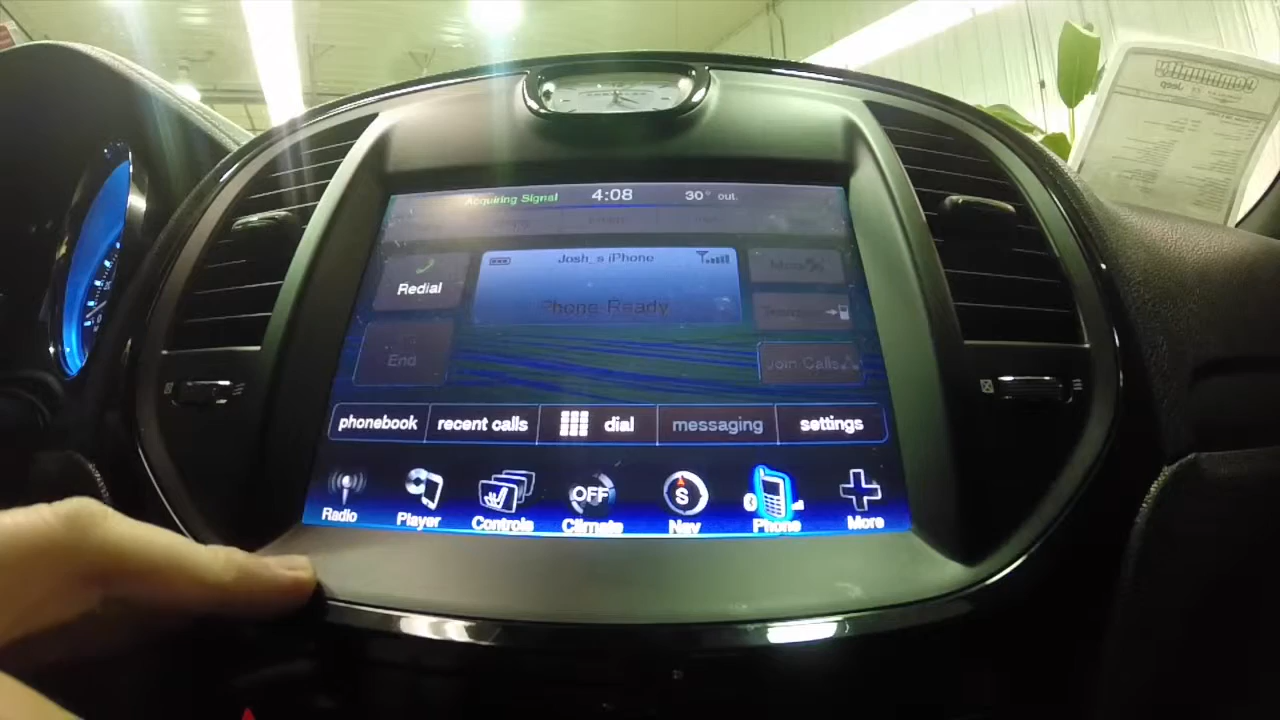 Acquiring Signal 4:08 30° out.
Josh_s iPhone
Redial
Phone Ready
End
Join Calls
phonebook recent calls dial messaging settings
OFF S
Radio Player Controls Climate Nav Phone More